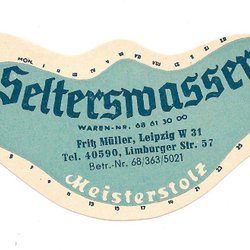 MON.
Selterswasser
WAREN-NR. 68 61 30 00
Fritz Müller, Leipzig W 31
Tel. 40590, Limburger Str. 57
Betr.-Nr. 68/363/5021
Meisterstolz